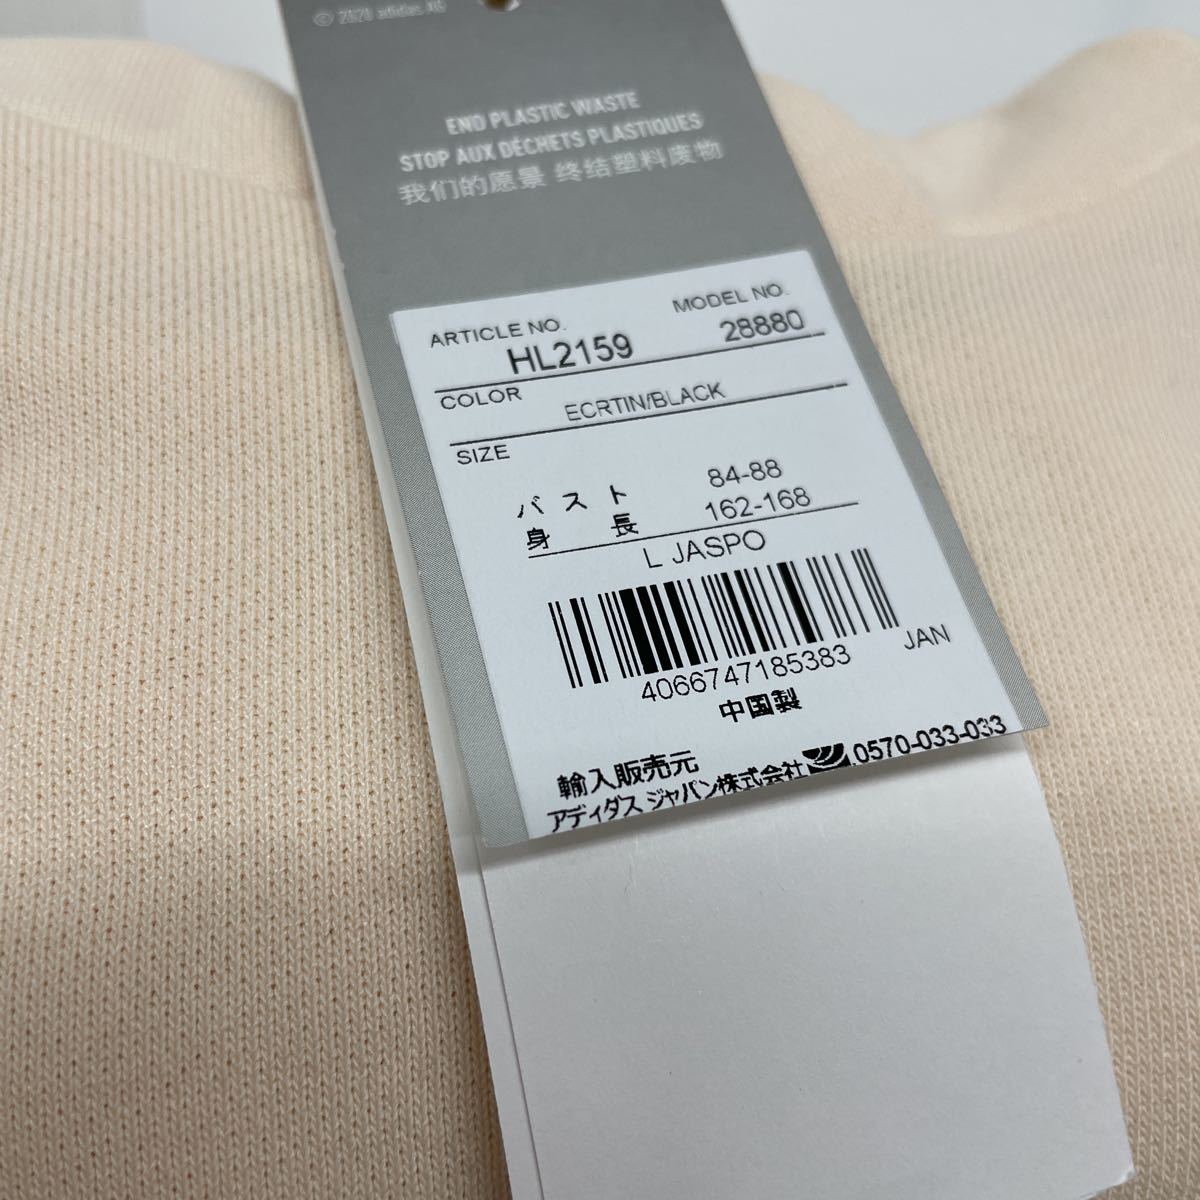 © 2020 adidas AG
END PLASTIC WASTE
STOP AUX DÉCHETS PLASTIQUES
我们的愿景 终结塑料废物
ARTICLE NO. MODEL NO.
HL2159 28880
COLOR
ECRTIN/BLACK
SIZE
バスト 84-88
身長 162-168
L JASPO
4066747185383 JAN
中国製
輸入販売元
アディダス ジャパン株式会社 0570-033-033